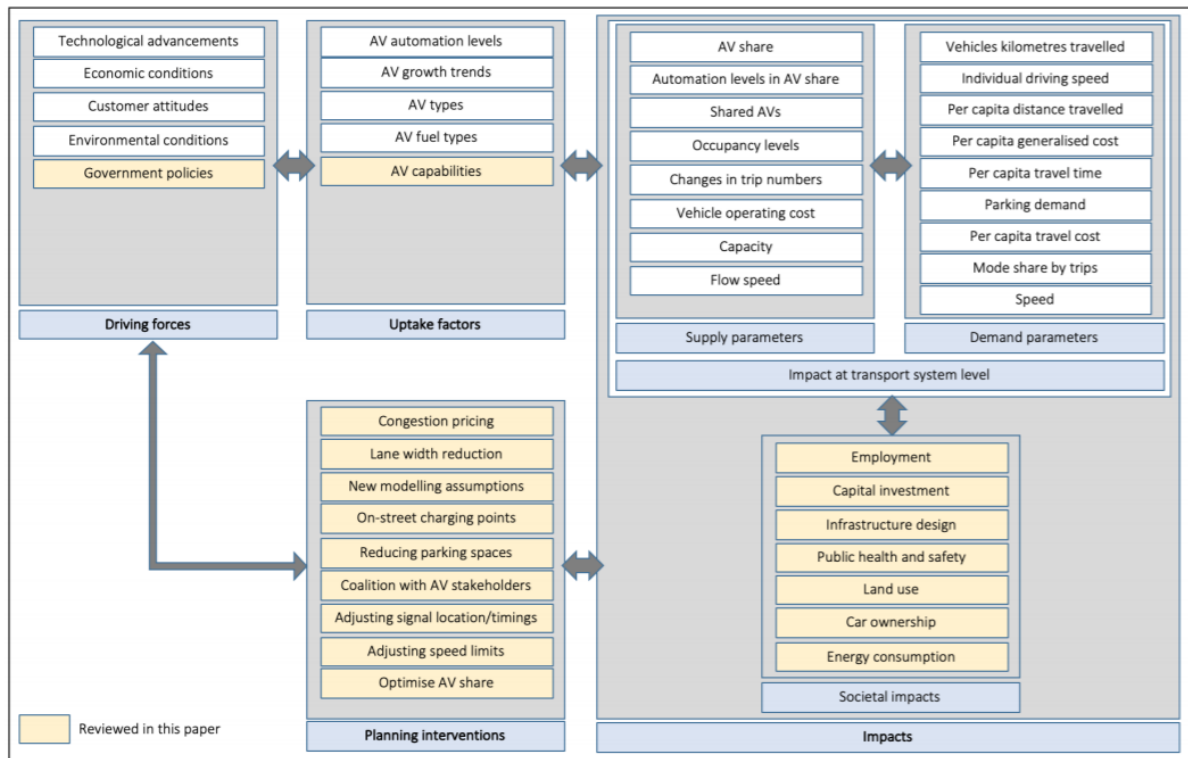 Technological advancements
Economic conditions
Customer attitudes
Environmental conditions
Government policies
Driving forces
AV automation levels
AV growth trends
AV types
AV fuel types
AV capabilities
Uptake factors
AV share
Automation levels in AV share
Shared AVs
Occupancy levels
Changes in trip numbers
Vehicle operating cost
Capacity
Flow speed
Supply parameters
Vehicles kilometres travelled
Individual driving speed
Per capita distance travelled
Per capita generalised cost
Per capita travel time
Parking demand
Per capita travel cost
Mode share by trips
Speed
Demand parameters
Impact at transport system level
Congestion pricing
Lane width reduction
New modelling assumptions
On-street charging points
Reducing parking spaces
Coalition with AV stakeholders
Adjusting signal location/timings
Adjusting speed limits
Optimise AV share
Planning interventions
Employment
Capital investment
Infrastructure design
Public health and safety
Land use
Car ownership
Energy consumption
Societal impacts
Impacts
Reviewed in this paper